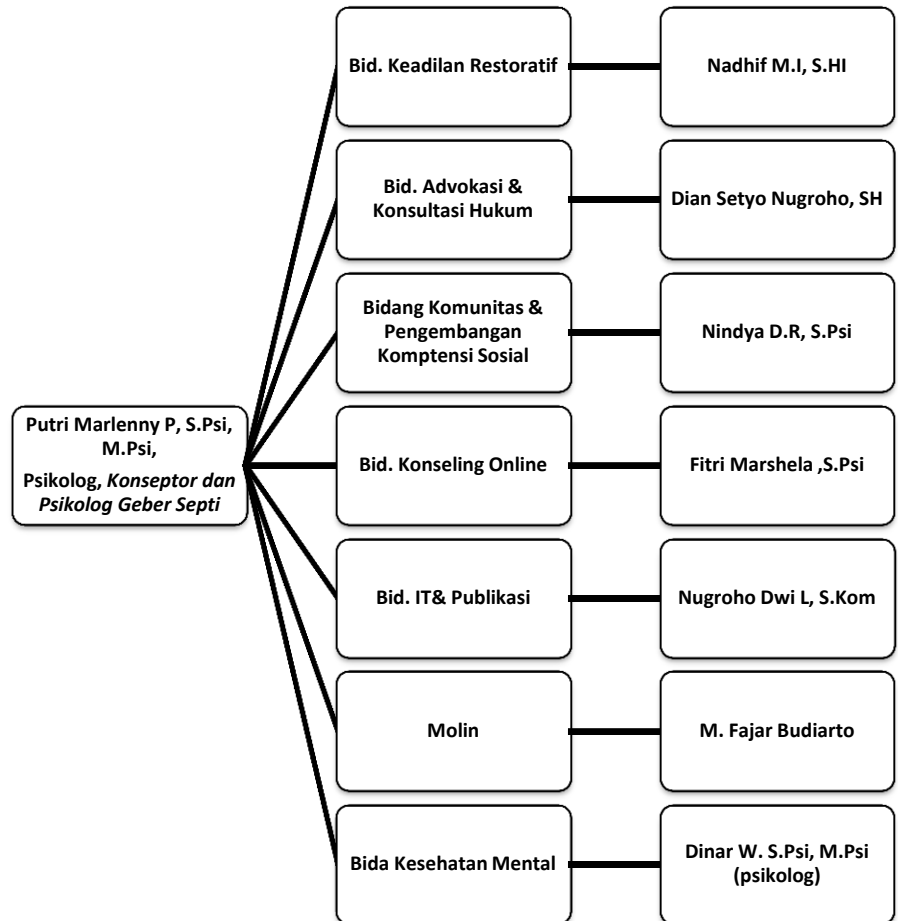 Bid. Keadilan Restoratif
Nadhif M.I, S.HI
Bid. Advokasi &
Konsultasi Hukum
Dian Setyo Nugroho, SH
Bidang Komunitas &
Pengembangan
Komptensi Sosial
Nindya D.R, S.Psi
Putri Marlenny P, S.Psi,
M.Psi,
Psikolog, Konseptor dan
Psikolog Geber Septi
Bid. Konseling Online
Fitri Marshela ,S.Psi
Bid. IT& Publikasi
Nugroho Dwi L, S.Kom
Molin
M. Fajar Budiarto
Bida Kesehatan Mental
Dinar W. S.Psi, M.Psi
(psikolog)